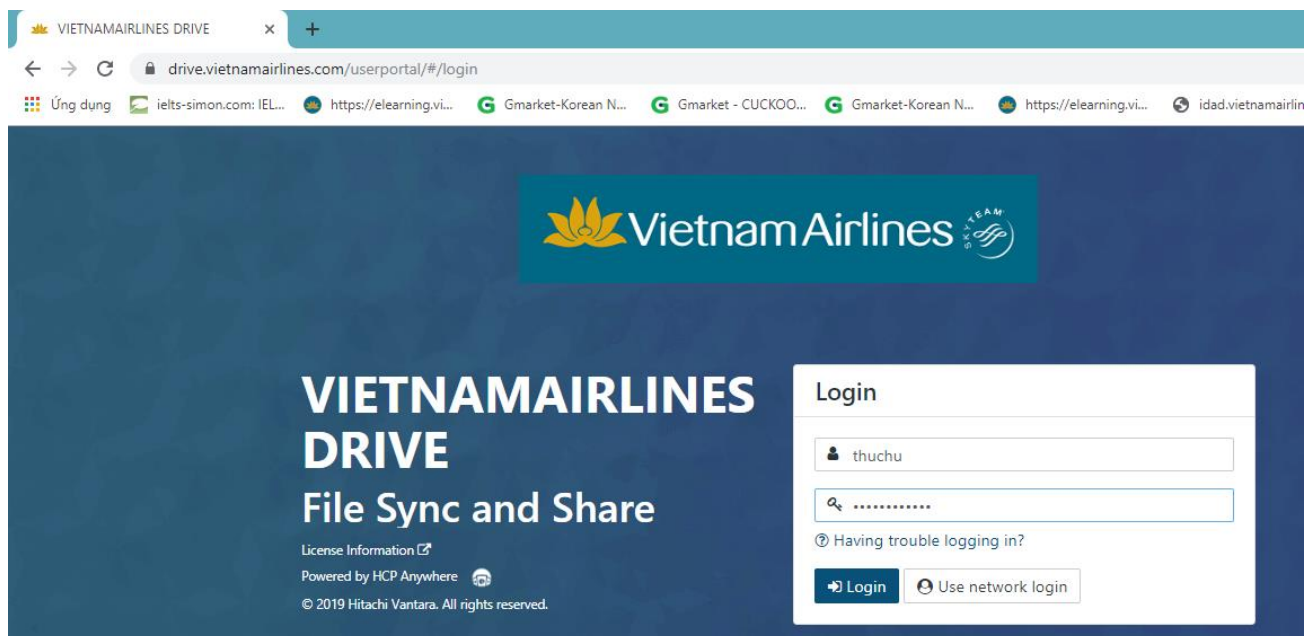 VIETNAMAIRLINES DRIVE
drive.vietnamairlines.com/userportal/#/login
Ứng dụng ielts-simon.com: IEL... https://elearning.vi... Gmarket-Korean N... Gmarket - CUCKOO... Gmarket-Korean N... https://elearning.vi... idad.vietnamairlin
Vietnam Airlines SKYTEAM
VIETNAMAIRLINES
DRIVE
File Sync and Share
License Information
Powered by HCP Anywhere
© 2019 Hitachi Vantara. All rights reserved.
Login
thuchu
••••••••••••
Having trouble logging in?
Login Use network login